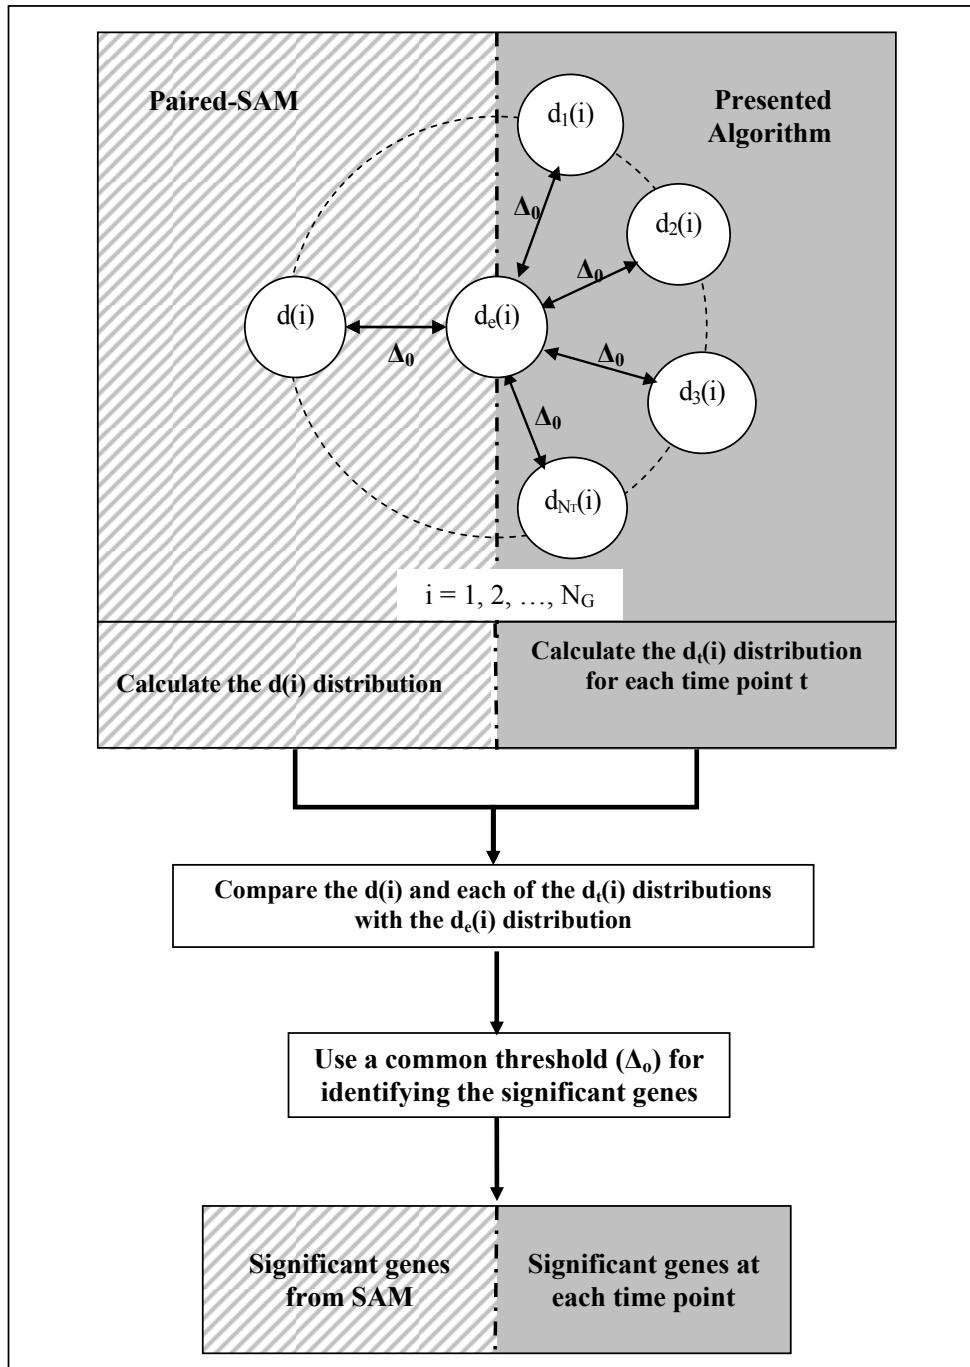 Paired-SAM
Presented
Algorithm
d₁(i)
Δ₀
d₂(i)
Δ₀
d(i)
Δ₀
dₑ(i)
Δ₀
d₃(i)
Δ₀
d_{N_T}(i)
i = 1, 2, …, N_G
Calculate the d(i) distribution
Calculate the dₜ(i) distribution
for each time point t
Compare the d(i) and each of the dₜ(i) distributions
with the dₑ(i) distribution
Use a common threshold (Δₒ) for
identifying the significant genes
Significant genes
from SAM
Significant genes at
each time point